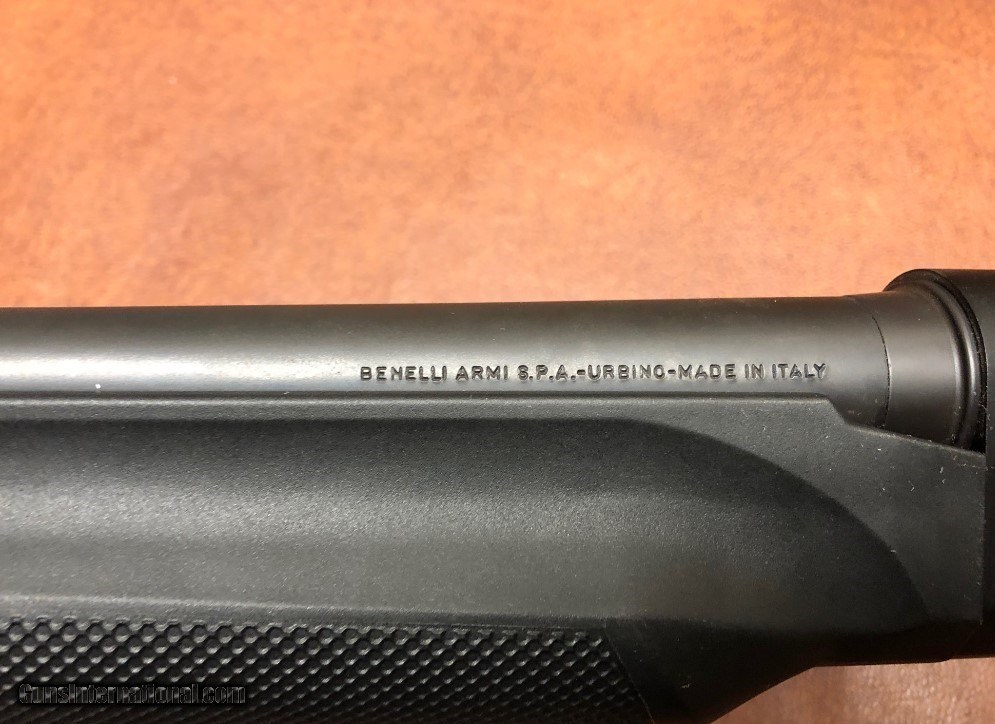 BENELLI ARMI S.P.A.-URBINO-MADE IN ITALY
GunsInternational.com